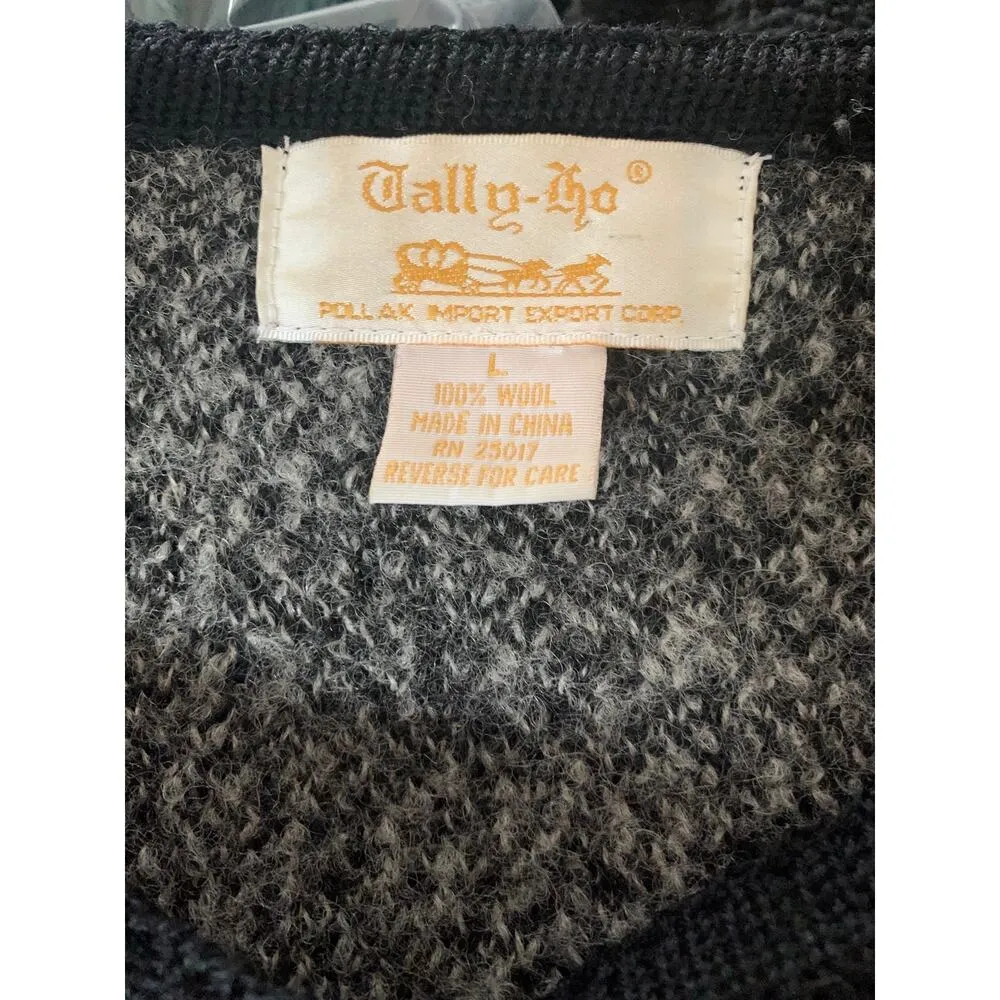 Tally-Ho®
POLLAK IMPORT EXPORT CORP.
L
100% WOOL
MADE IN CHINA
RN 25017
REVERSE FOR CARE